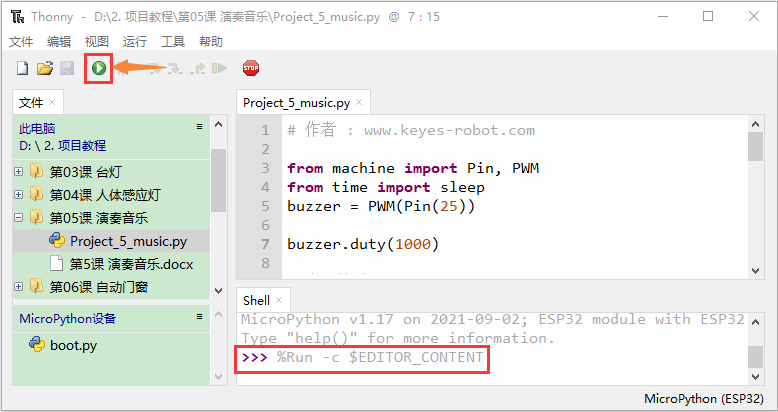 Thonny - D:\2. 项目教程\第05课 演奏音乐\Project_5_music.py @ 7 : 15
文件 编辑 视图 运行 工具 帮助
STOP
文件
此电脑
D: \ 2. 项目教程
第03课 台灯
第04课 人体感应灯
第05课 演奏音乐
Project_5_music.py
第5课 演奏音乐.docx
第06课 自动门窗
MicroPython设备
boot.py
Project_5_music.py
1 # 作者 : www.keyes-robot.com
2
3 from machine import Pin, PWM
4 from time import sleep
5 buzzer = PWM(Pin(25))
6
7 buzzer.duty(1000)
8
Shell
MicroPython v1.17 on 2021-09-02; ESP32 module with ESP32
Type "help()" for more information.
>>> %Run -c $EDITOR_CONTENT
MicroPython (ESP32)